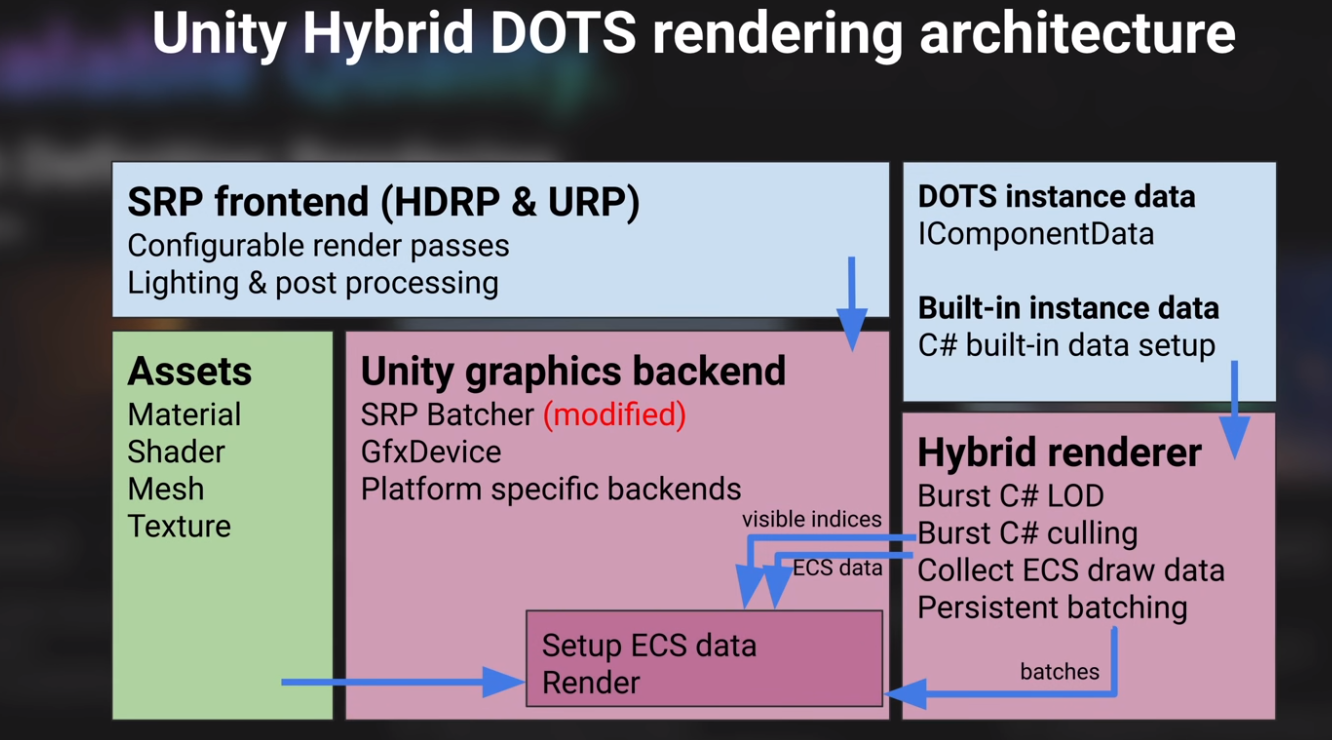 Unity Hybrid DOTS rendering architecture
SRP frontend (HDRP & URP)
Configurable render passes
Lighting & post processing
DOTS instance data
IComponentData
Built-in instance data
C# built-in data setup
Assets
Material
Shader
Mesh
Texture
Unity graphics backend
SRP Batcher (modified)
GfxDevice
Platform specific backends
visible indices
ECS data
Setup ECS data
Render
Hybrid renderer
Burst C# LOD
Burst C# culling
Collect ECS draw data
Persistent batching
batches